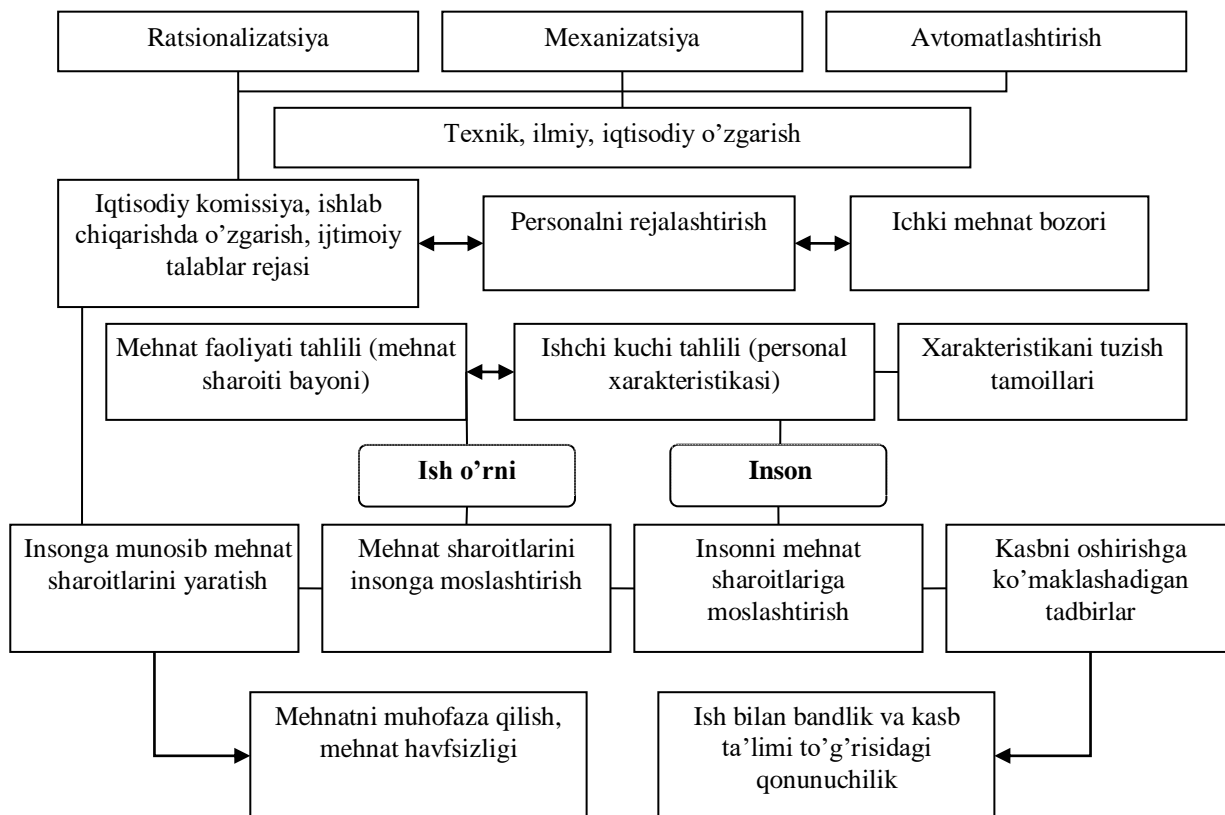 Ratsionalizatsiya
Mexanizatsiya
Avtomatlashtirish
Texnik, ilmiy, iqtisodiy o’zgarish
Iqtisodiy komissiya, ishlab
chiqarishda o’zgarish, ijtimoiy
talablar rejasi
Personalni rejalashtirish
Ichki mehnat bozori
Mehnat faoliyati tahlili (mehnat
sharoiti bayoni)
Ishchi kuchi tahlili (personal
xarakteristikasi)
Xarakteristikani tuzish
tamoillari
Ish o’rni
Inson
Insonga munosib mehnat
sharoitlarini yaratish
Mehnat sharoitlarini
insonga moslashtirish
Insonni mehnat
sharoitlariga
moslashtirish
Kasbni oshirishga
ko’maklashadigan
tadbirlar
Mehnatni muhofaza qilish,
mehnat havfsizligi
Ish bilan bandlik va kasb
ta’limi to’g’risidagi
qonunuchilik